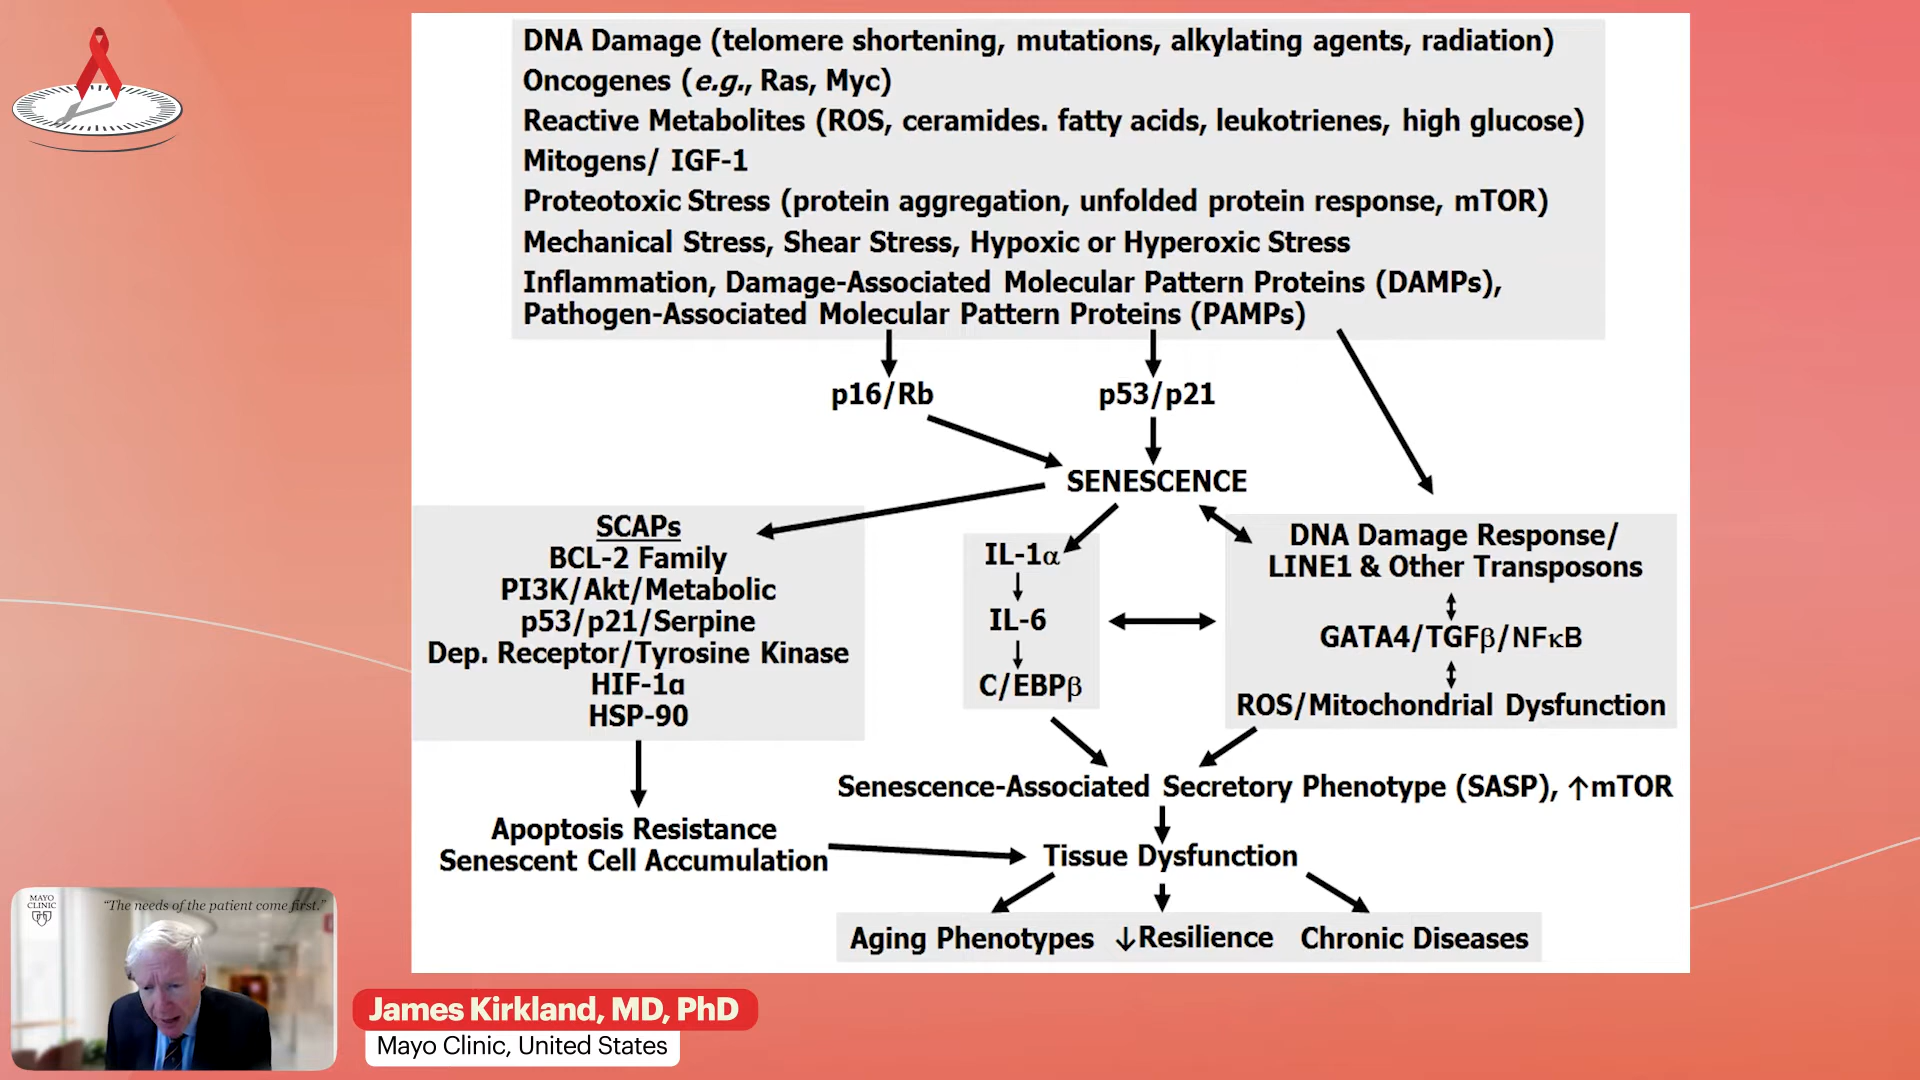 DNA Damage (telomere shortening, mutations, alkylating agents, radiation)
Oncogenes (e.g., Ras, Myc)
Reactive Metabolites (ROS, ceramides. fatty acids, leukotrienes, high glucose)
Mitogens/ IGF-1
Proteotoxic Stress (protein aggregation, unfolded protein response, mTOR)
Mechanical Stress, Shear Stress, Hypoxic or Hyperoxic Stress
Inflammation, Damage-Associated Molecular Pattern Proteins (DAMPs),
Pathogen-Associated Molecular Pattern Proteins (PAMPs)
p16/Rb
p53/p21
SENESCENCE
SCAPs
BCL-2 Family
PI3K/Akt/Metabolic
p53/p21/Serpine
Dep. Receptor/Tyrosine Kinase
HIF-1α
HSP-90
IL-1α
IL-6
C/EBPβ
DNA Damage Response/
LINE1 & Other Transposons
GATA4/TGFβ/NFκB
ROS/Mitochondrial Dysfunction
Senescence-Associated Secretory Phenotype (SASP), ↑mTOR
Apoptosis Resistance
Senescent Cell Accumulation
Tissue Dysfunction
Aging Phenotypes ↓Resilience Chronic Diseases
MAYO
CLINIC
“The needs of the patient come first.”
James Kirkland, MD, PhD
Mayo Clinic, United States